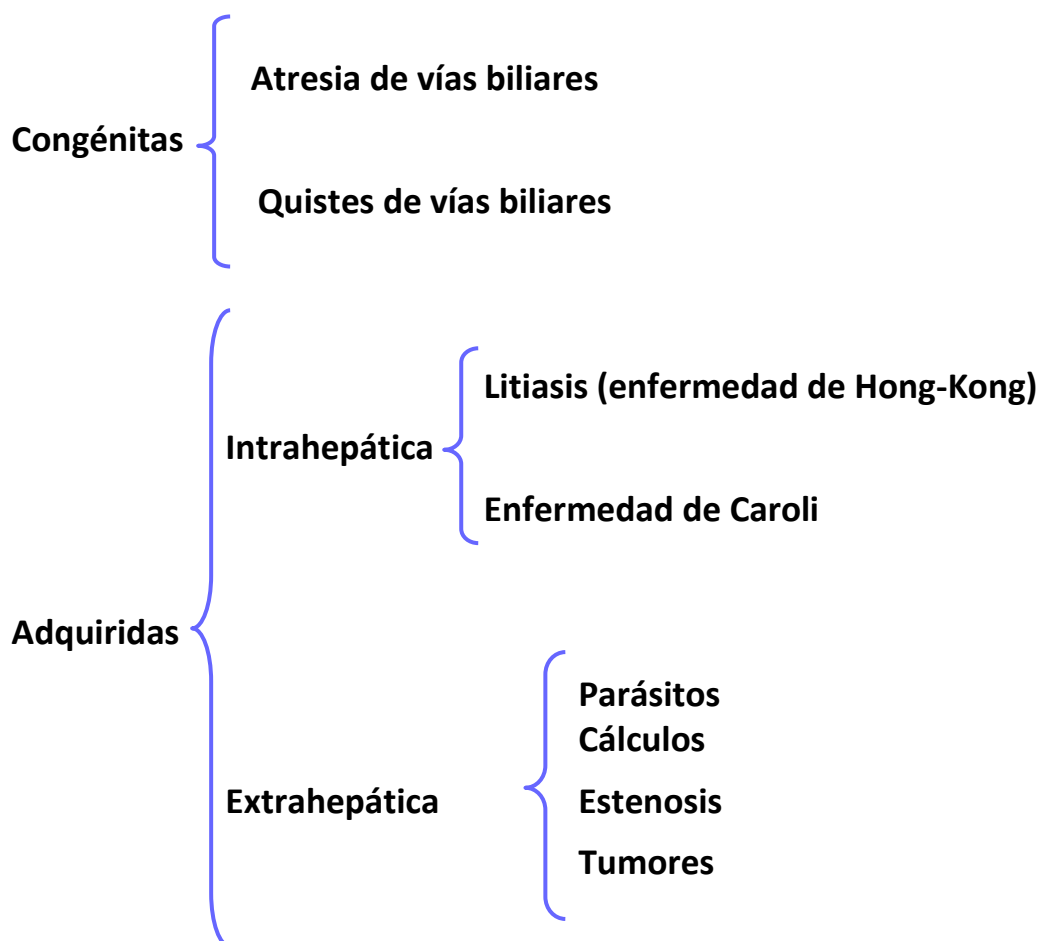 Atresia de vías biliares
Congénitas
Quistes de vías biliares
Litiasis (enfermedad de Hong-Kong)
Intrahepática
Enfermedad de Caroli
Adquiridas
Parásitos
Cálculos
Extrahepática
Estenosis
Tumores